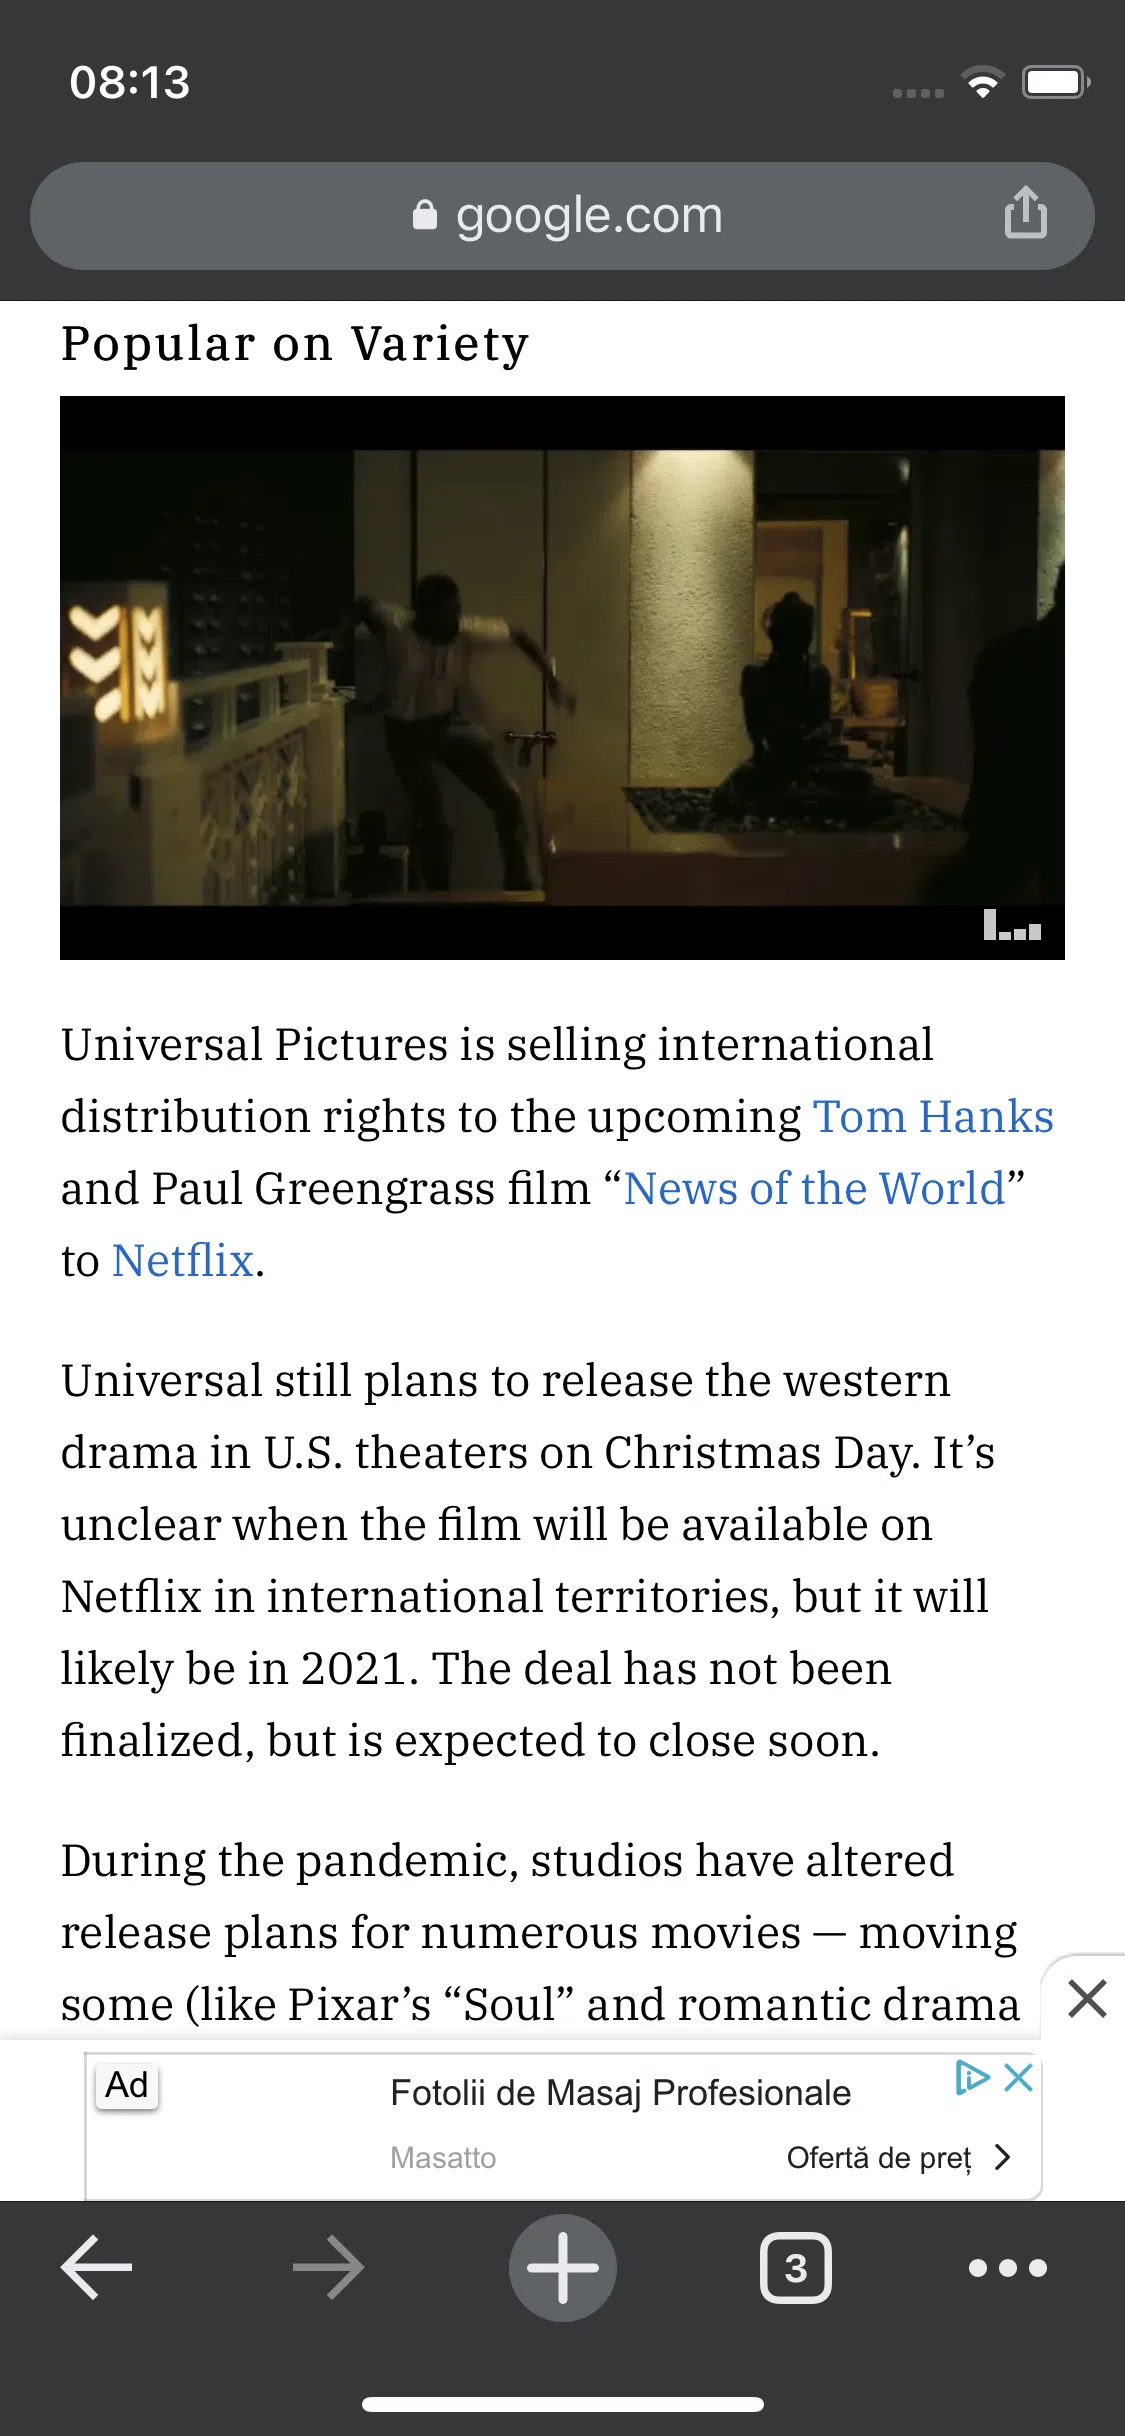 08:13
google.com
Popular on Variety
Universal Pictures is selling international
distribution rights to the upcoming Tom Hanks
and Paul Greengrass film “News of the World”
to Netflix.
Universal still plans to release the western
drama in U.S. theaters on Christmas Day. It’s
unclear when the film will be available on
Netflix in international territories, but it will
likely be in 2021. The deal has not been
finalized, but is expected to close soon.
During the pandemic, studios have altered
release plans for numerous movies — moving
some (like Pixar’s “Soul” and romantic drama
Ad
Fotolii de Masaj Profesionale
Masatto
Ofertă de preț
3